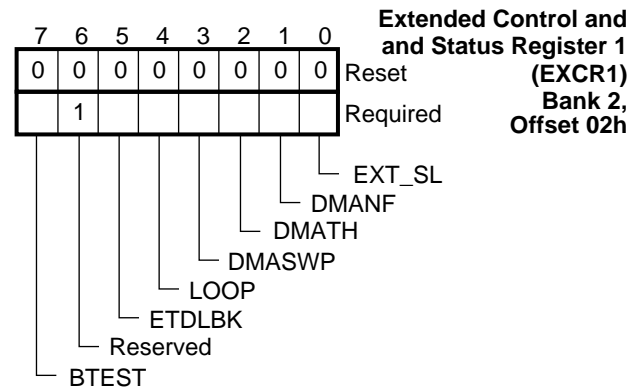 Extended Control and
and Status Register 1
(EXCR1)
Bank 2,
Offset 02h
7 6 5 4 3 2 1 0
0 0 0 0 0 0 0 0 Reset
1 Required
EXT_SL
DMANF
DMATH
DMASWP
LOOP
ETDLBK
Reserved
BTEST